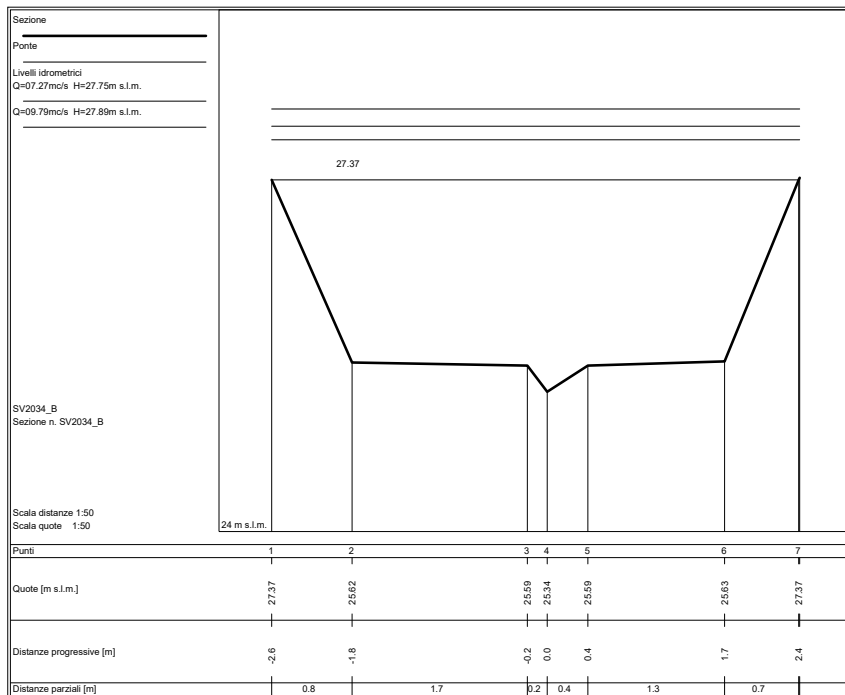 Sezione
Ponte
Livelli idrometrici
Q=07.27mc/s H=27.75m s.l.m.
Q=09.79mc/s H=27.89m s.l.m.
27.37
SV2034_B
Sezione n. SV2034_B
Scala distanze 1:50
Scala quote 1:50
24 m s.l.m.
Punti 1 2 3 4 5 6 7
Quote [m s.l.m.] 27.37 25.62 25.59 25.34 25.59 25.63 27.37
Distanze progressive [m] -2.6 -1.8 -0.2 0.0 0.4 1.7 2.4
Distanze parziali [m] 0.8 1.7 0.2 0.4 1.3 0.7